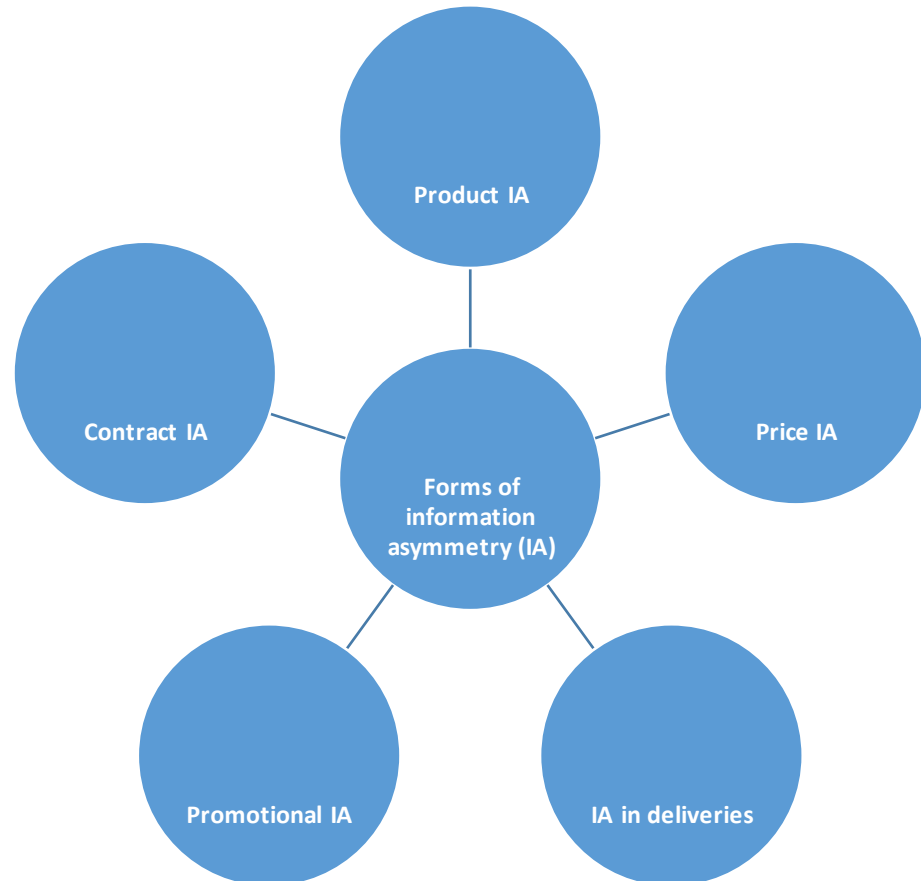 Product IA
Contract IA
Price IA
Forms of
information
asymmetry (IA)
Promotional IA
IA in deliveries